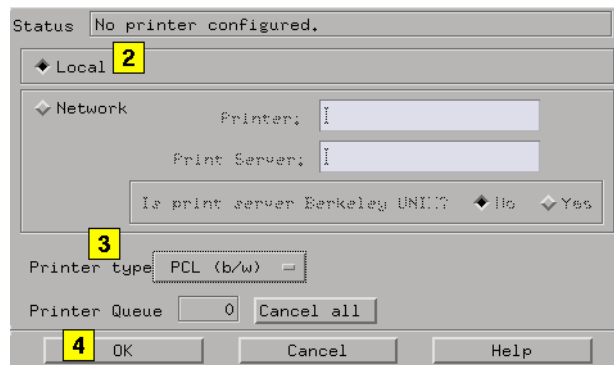 Status No printer configured.
Local 2
Network
Printer:
Print Server:
Is print server Berkeley UNIX? No Yes
3
Printer type PCL (b/w)
Printer Queue 0 Cancel all
4 OK Cancel Help